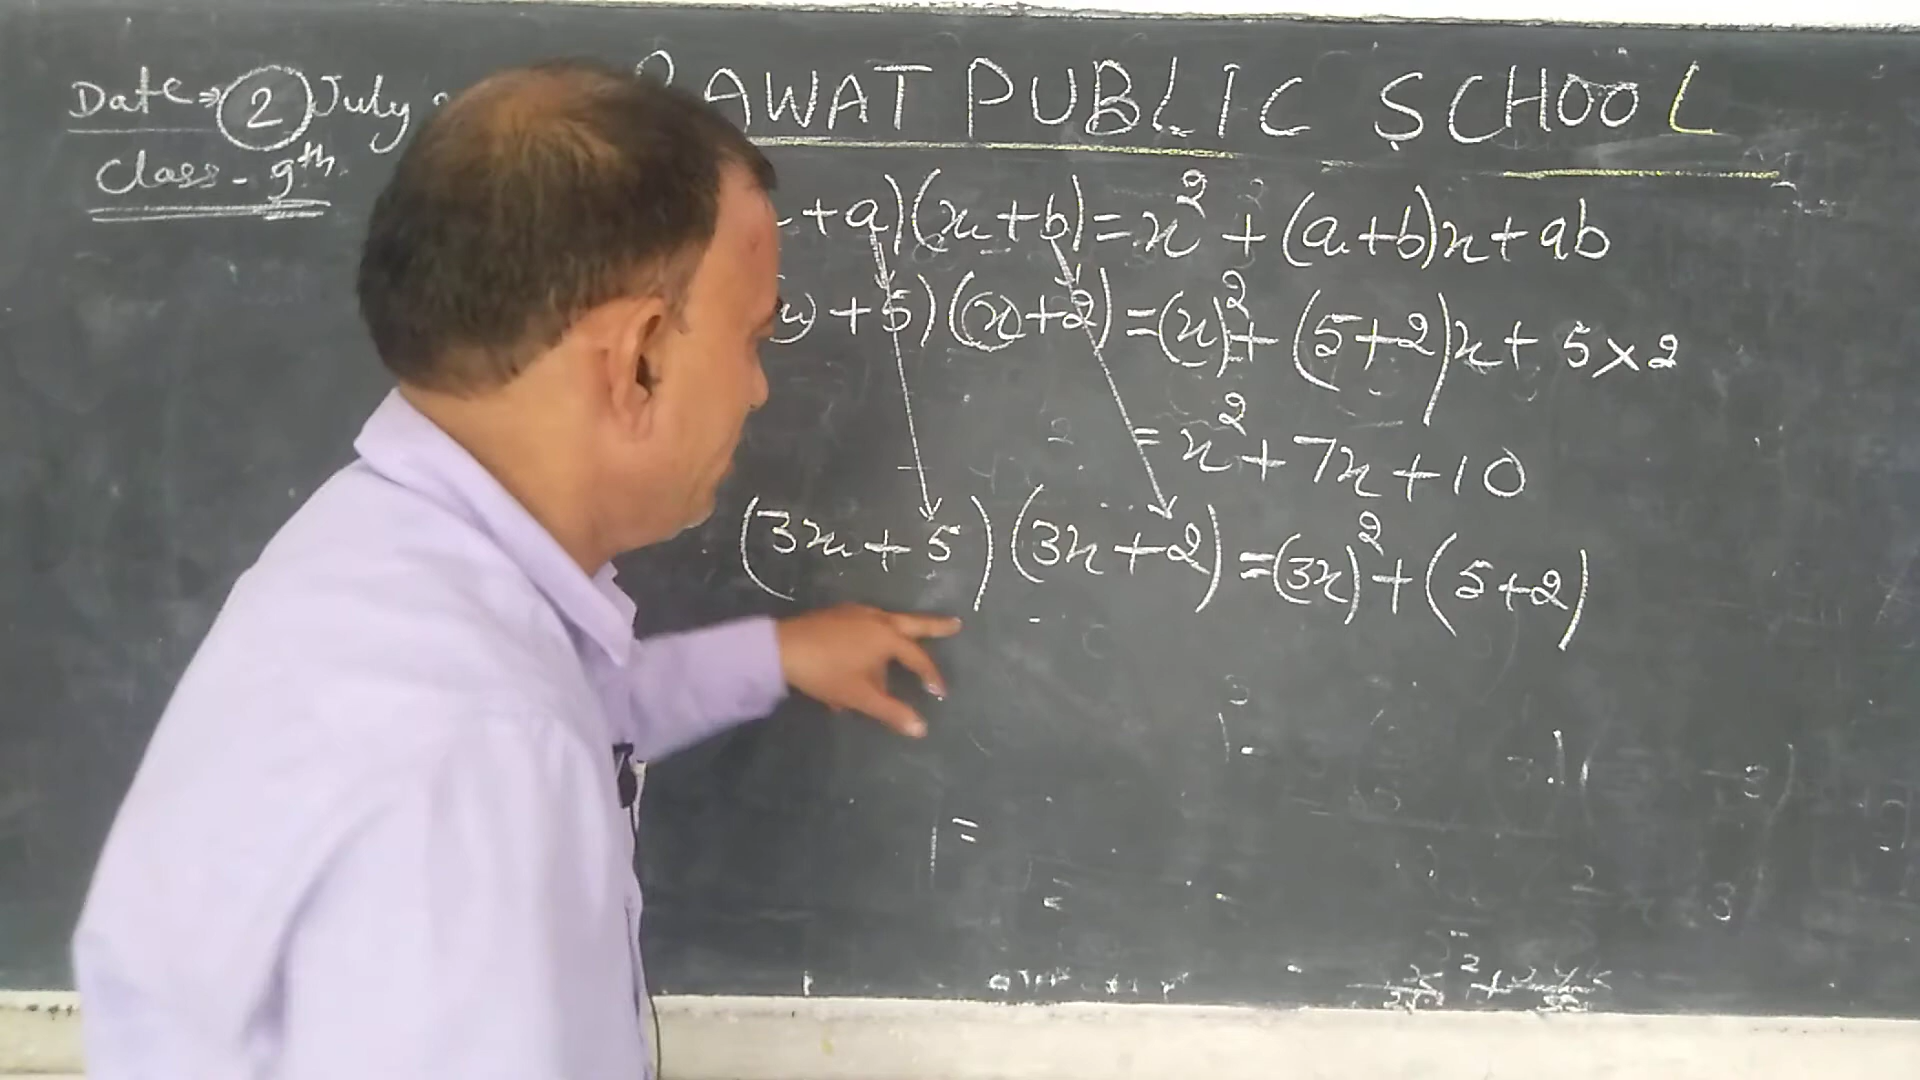 Date⇒ 2 July
RAWAT PUBLIC SCHOOL
Class - 9th.
+a)(x+b) = x² + (a+b)x + ab
x) + 5) (x+2) = (x)² + (5+2)x + 5×2
= x² + 7x + 10
(3x + 5) (3x + 2) = (3x)² + (5+2)
=